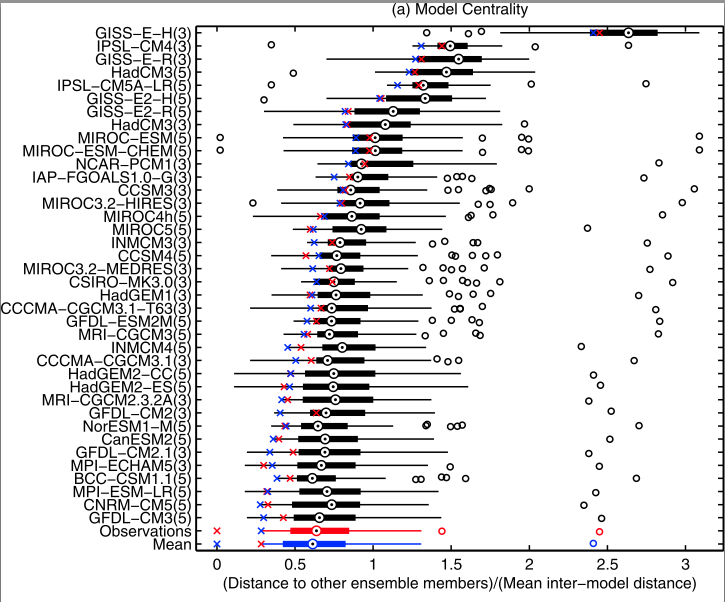 (a) Model Centrality
GISS−E−H(3)
IPSL−CM4(3)
GISS−E−R(3)
HadCM3(5)
IPSL−CM5A−LR(5)
GISS−E2−H(5)
GISS−E2−R(5)
HadCM3(3)
MIROC−ESM(5)
MIROC−ESM−CHEM(5)
NCAR−PCM1(3)
IAP−FGOALS1.0−G(3)
CCSM3(3)
MIROC3.2−HIRES(3)
MIROC4h(5)
MIROC5(5)
INMCM3(3)
CCSM4(5)
MIROC3.2−MEDRES(3)
CSIRO−MK3.0(3)
HadGEM1(3)
CCCMA−CGCM3.1−T63(3)
GFDL−ESM2M(5)
MRI−CGCM3(5)
INMCM4(5)
CCCMA−CGCM3.1(3)
HadGEM2−CC(5)
HadGEM2−ES(5)
MRI−CGCM2.3.2A(3)
GFDL−CM2(3)
NorESM1−M(5)
CanESM2(5)
GFDL−CM2.1(3)
MPI−ECHAM5(3)
BCC−CSM1.1(5)
MPI−ESM−LR(5)
CNRM−CM5(5)
GFDL−CM3(5)
Observations
Mean
0 0.5 1 1.5 2 2.5 3
(Distance to other ensemble members)/(Mean inter−model distance)